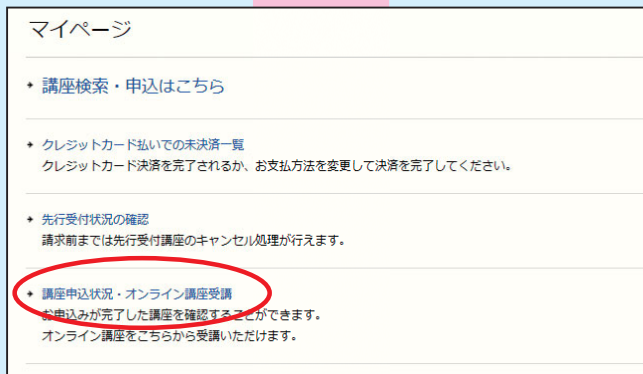 マイページ
講座検索・申込はこちら
クレジットカード払いでの未決済一覧
クレジットカード決済を完了されるか、お支払方法を変更して決済を完了してください。
先行受付状況の確認
請求前までは先行受付講座のキャンセル処理が行えます。
講座申込状況・オンライン講座受講
お申込みが完了した講座を確認することができます。
オンライン講座をこちらから受講いただけます。